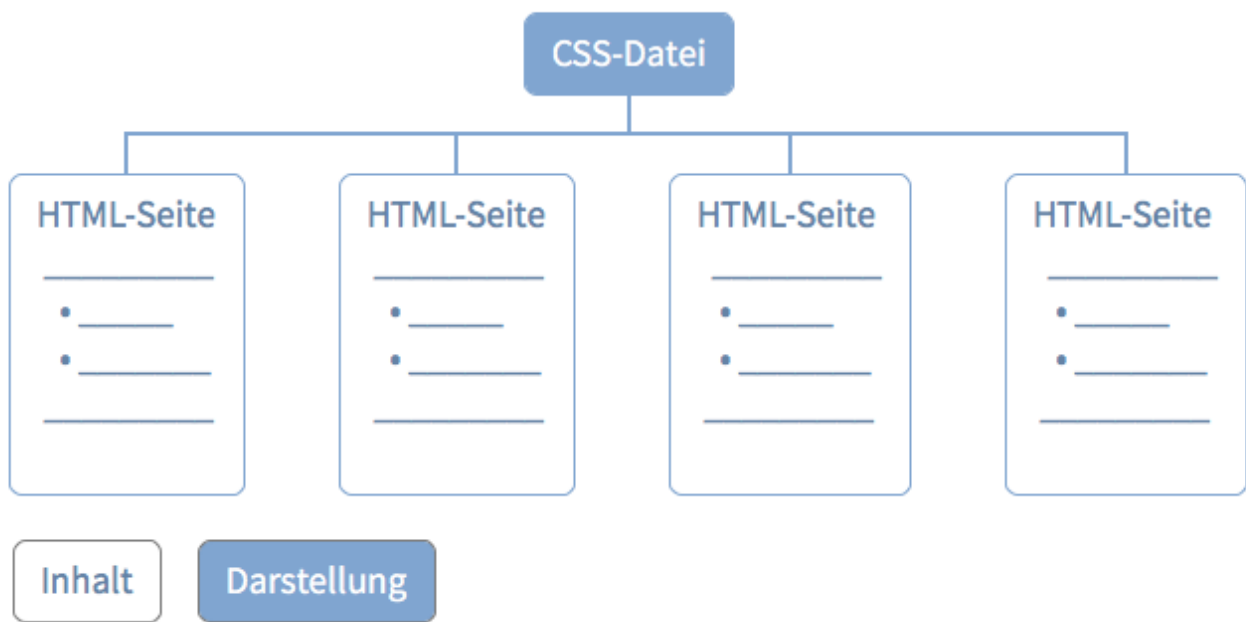 CSS-Datei
HTML-Seite
HTML-Seite
HTML-Seite
HTML-Seite
Inhalt
Darstellung